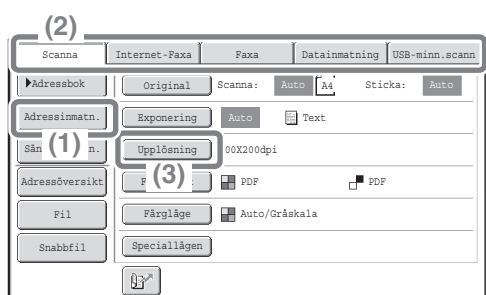 (2)
Scanna Internet-Faxa Faxa Datainmatning USB-minn.scann
Adressbok Original Scanna: Auto A4 Sticka: Auto
Adressinmatn. Exponering Auto Text
(1)
Upplösning 00X200dpi
(3)
Adressöversikt PDF PDF
Fil Färgläge Auto/Gråskala
Snabbfil Speciallägen